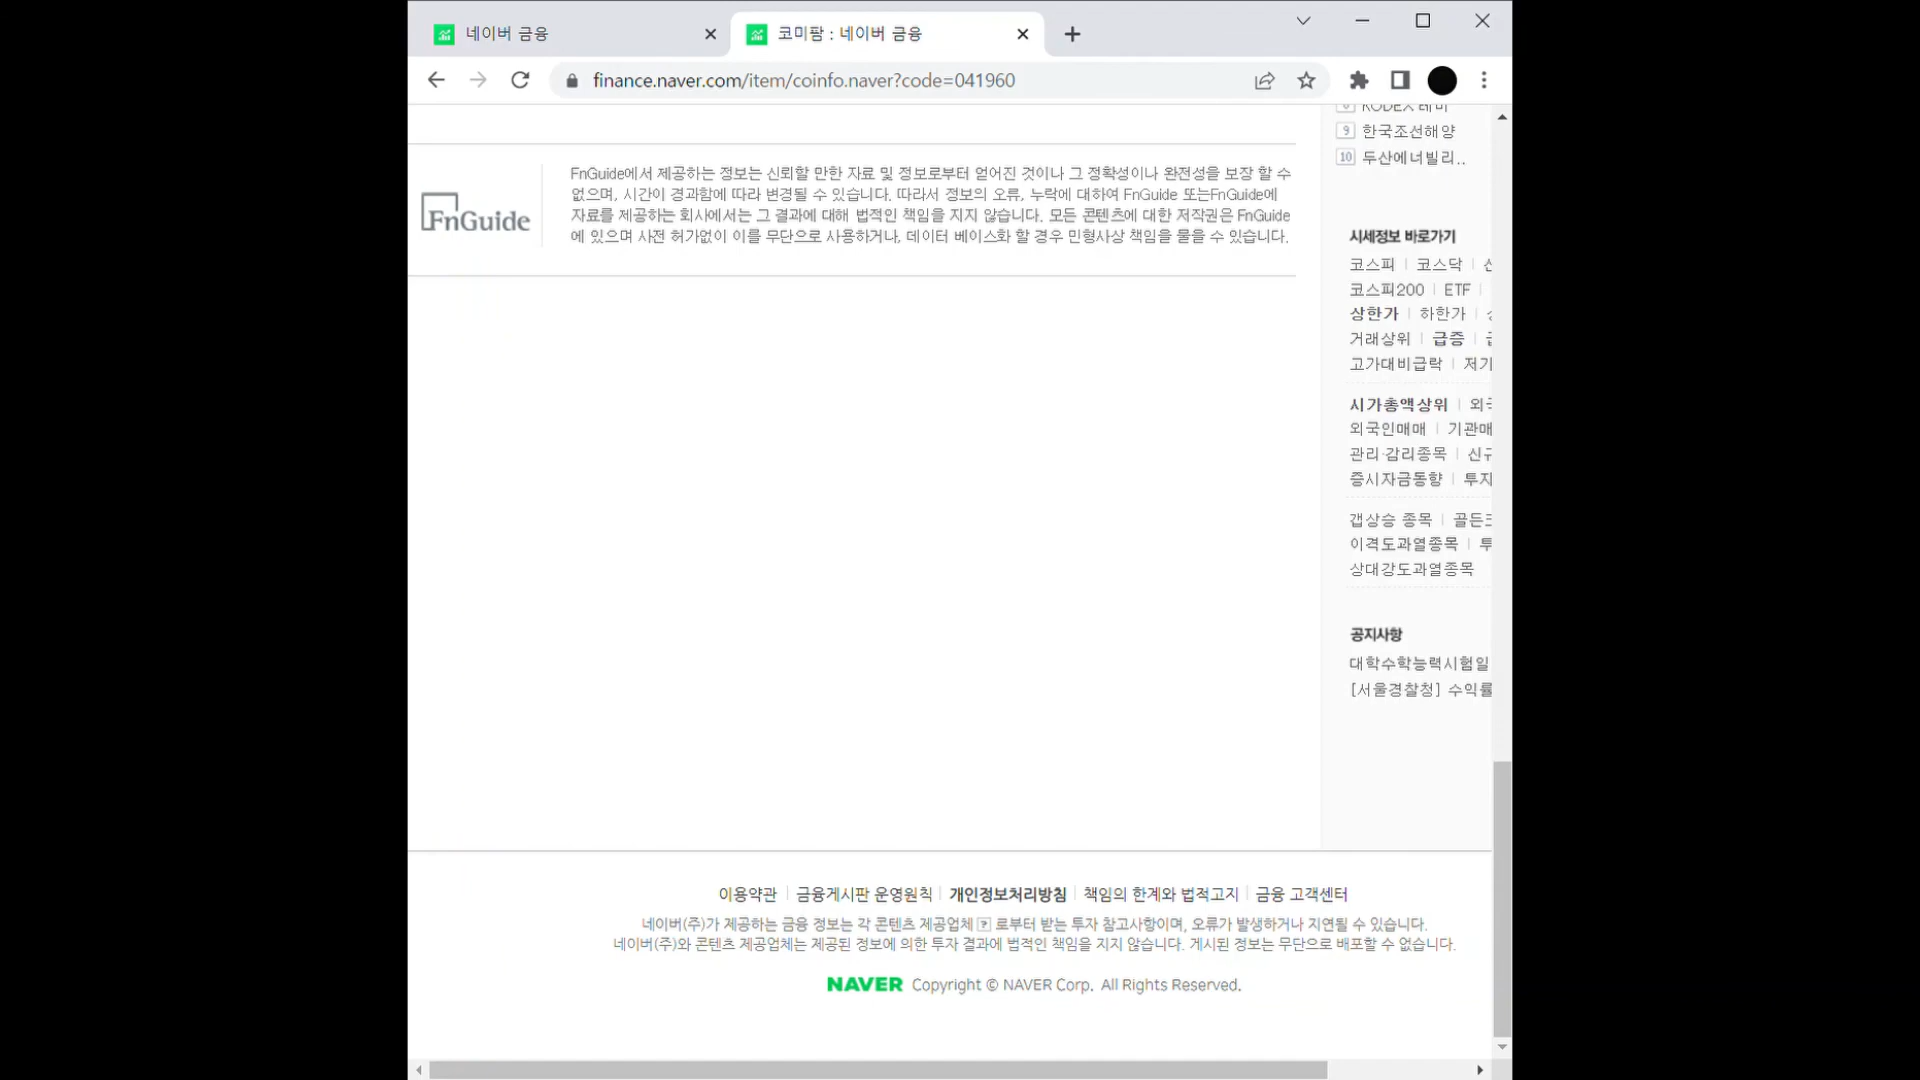 네이버 금융
코미팜 : 네이버 금융
finance.naver.com/item/coinfo.naver?code=041960
FnGuide
FnGuide에서 제공하는 정보는 신뢰할 만한 자료 및 정보로부터 얻어진 것이나 그 정확성이나 완전성을 보장 할 수
없으며, 시간이 경과함에 따라 변경될 수 있습니다. 따라서 정보의 오류, 누락에 대하여 FnGuide 또는FnGuide에
자료를 제공하는 회사에서는 그 결과에 대해 법적인 책임을 지지 않습니다. 모든 콘텐츠에 대한 저작권은 FnGuide
에 있으며 사전 허가없이 이를 무단으로 사용하거나, 데이터 베이스화 할 경우 민형사상 책임을 물을 수 있습니다.
KODEX 레버
9 한국조선해양
10 두산에너빌리..
시세정보 바로가기
코스피 | 코스닥 |
코스피200 | ETF |
상한가 | 하한가 |
거래상위 | 급증 |
고가대비급락 | 저가
시가총액상위 | 외국
외국인매매 | 기관매
관리·감리종목 | 신규
증시자금동향 | 투자
갭상승 종목 | 골든크
이격도과열종목 | 투
상대강도과열종목
공지사항
대학수학능력시험일
[서울경찰청] 수익률
이용약관 | 금융게시판 운영원칙 | 개인정보처리방침 | 책임의 한계와 법적고지 | 금융 고객센터
네이버(주)가 제공하는 금융 정보는 각 콘텐츠 제공업체 ? 로부터 받는 투자 참고사항이며, 오류가 발생하거나 지연될 수 있습니다.
네이버(주)와 콘텐츠 제공업체는 제공된 정보에 의한 투자 결과에 법적인 책임을 지지 않습니다. 게시된 정보는 무단으로 배포할 수 없습니다.
NAVER Copyright © NAVER Corp. All Rights Reserved.